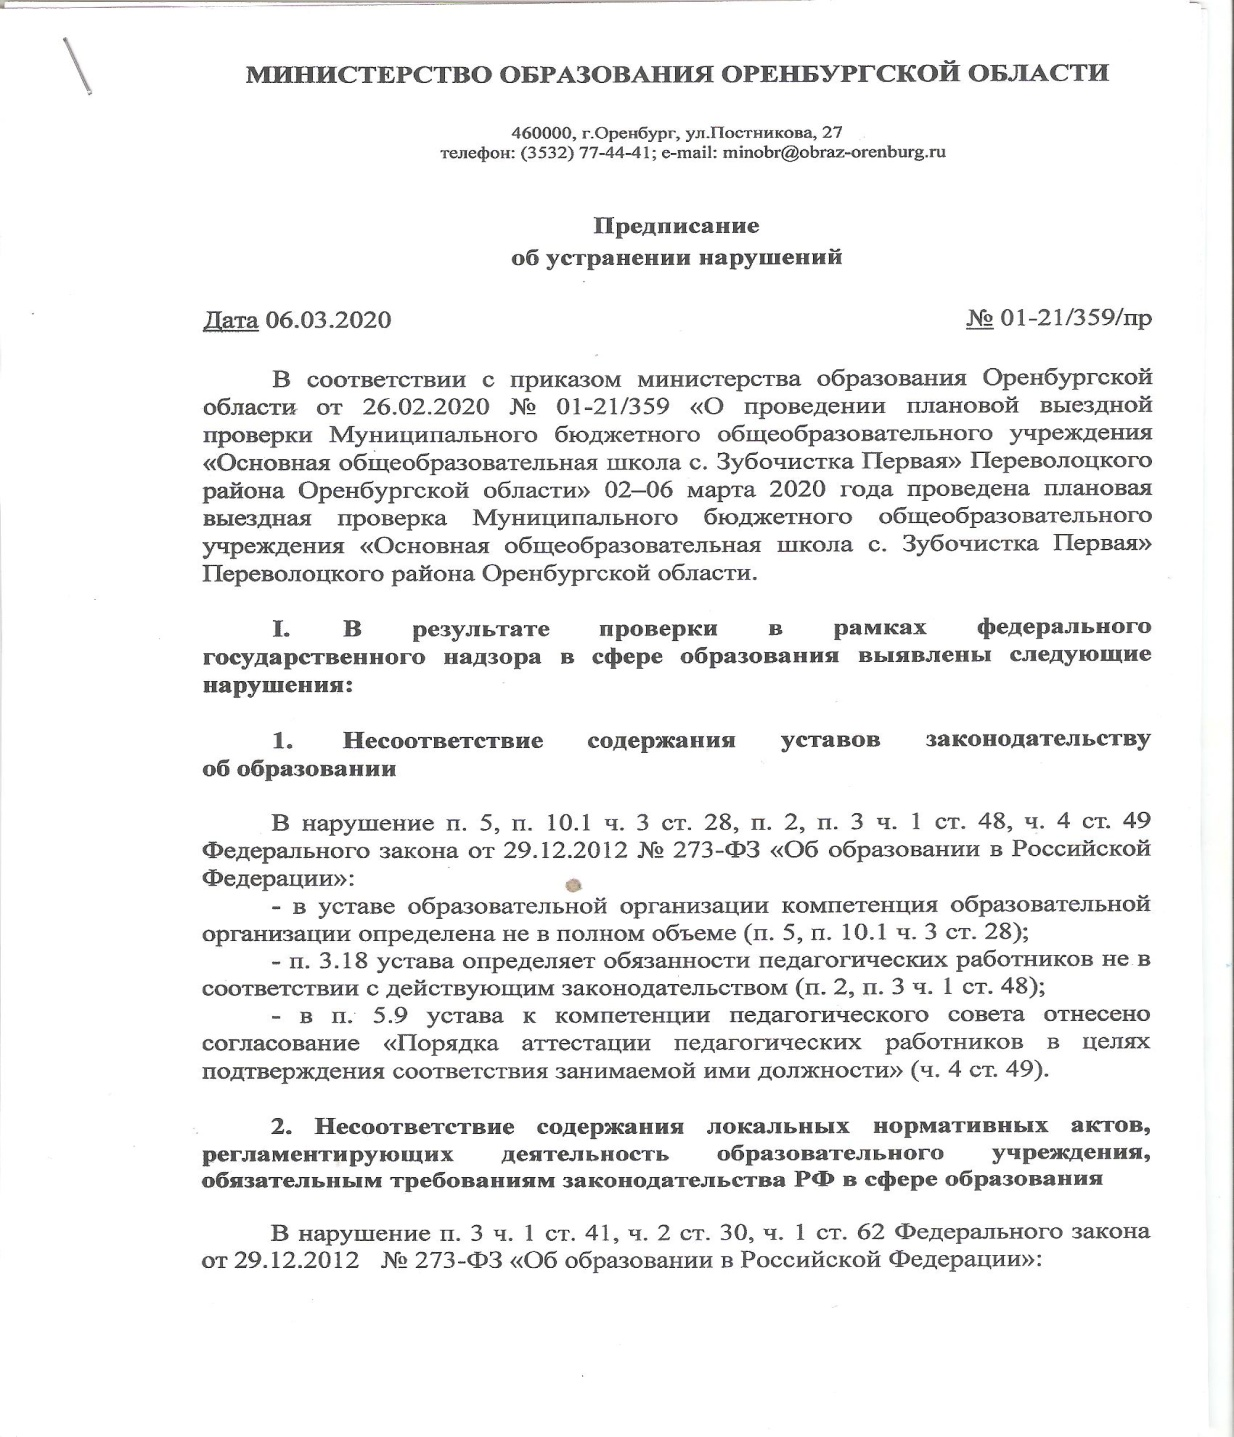 МИНИСТЕРСТВО ОБРАЗОВАНИЯ ОРЕНБУРГСКОЙ ОБЛАСТИ
460000, г.Оренбург, ул.Постникова, 27
телефон: (3532) 77-44-41; e-mail: minobr@obraz-orenburg.ru
Предписание
об устранении нарушений
Дата 06.03.2020 № 01-21/359/пр
В соответствии с приказом министерства образования Оренбургской
области от 26.02.2020 № 01-21/359 «О проведении плановой выездной
проверки Муниципального бюджетного общеобразовательного учреждения
«Основная общеобразовательная школа с. Зубочистка Первая» Переволоцкого
района Оренбургской области» 02–06 марта 2020 года проведена плановая
выездная проверка Муниципального бюджетного общеобразовательного
учреждения «Основная общеобразовательная школа с. Зубочистка Первая»
Переволоцкого района Оренбургской области.
I. В результате проверки в рамках федерального
государственного надзора в сфере образования выявлены следующие
нарушения:
1. Несоответствие содержания уставов законодательству
об образовании
В нарушение п. 5, п. 10.1 ч. 3 ст. 28, п. 2, п. 3 ч. 1 ст. 48, ч. 4 ст. 49
Федерального закона от 29.12.2012 № 273-ФЗ «Об образовании в Российской
Федерации»:
- в уставе образовательной организации компетенция образовательной
организации определена не в полном объеме (п. 5, п. 10.1 ч. 3 ст. 28);
- п. 3.18 устава определяет обязанности педагогических работников не в
соответствии с действующим законодательством (п. 2, п. 3 ч. 1 ст. 48);
- в п. 5.9 устава к компетенции педагогического совета отнесено
согласование «Порядка аттестации педагогических работников в целях
подтверждения соответствия занимаемой ими должности» (ч. 4 ст. 49).
2. Несоответствие содержания локальных нормативных актов,
регламентирующих деятельность образовательного учреждения,
обязательным требованиям законодательства РФ в сфере образования
В нарушение п. 3 ч. 1 ст. 41, ч. 2 ст. 30, ч. 1 ст. 62 Федерального закона
от 29.12.2012 № 273-ФЗ «Об образовании в Российской Федерации»: